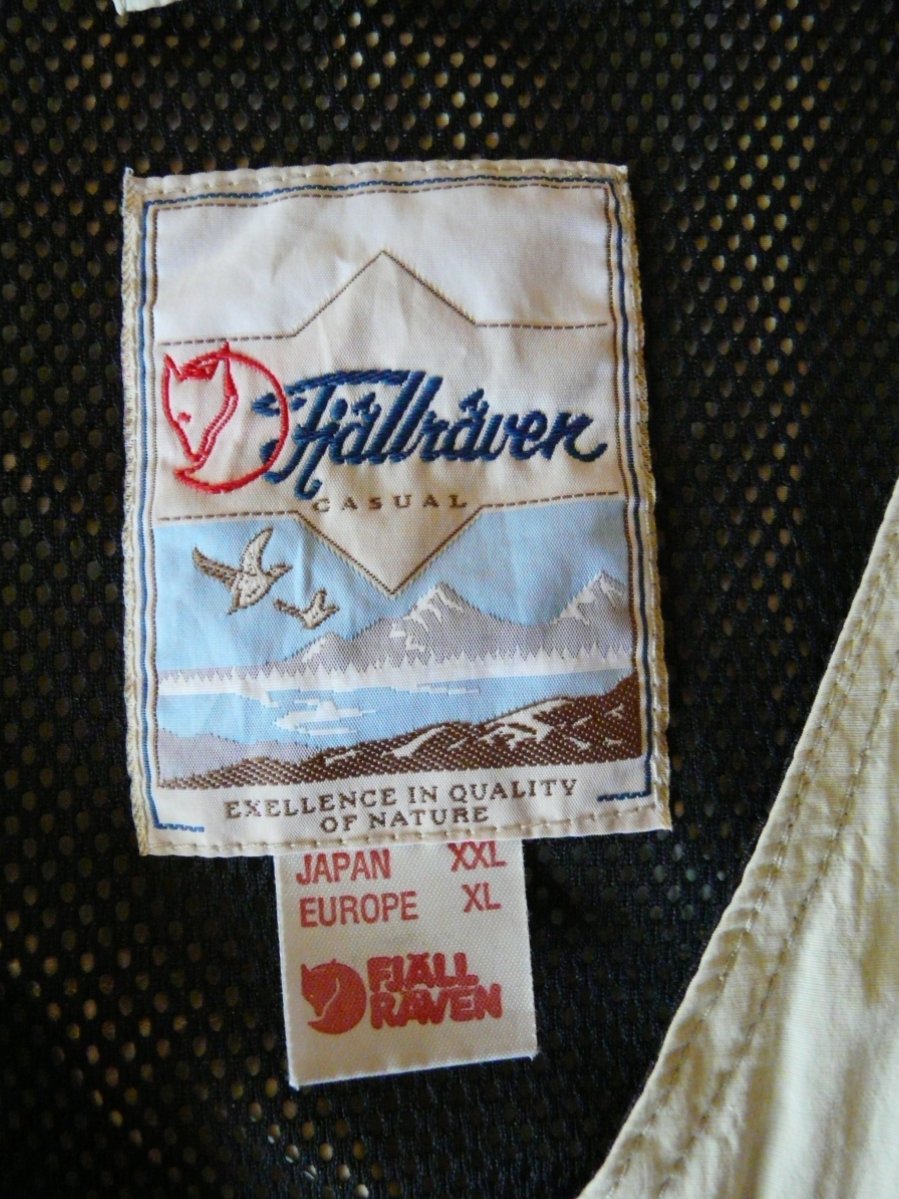 Fjällräven
CASUAL
EXELLENCE IN QUALITY
OF NATURE
JAPAN XXL
EUROPE XL
FJÄLL
RÄVEN